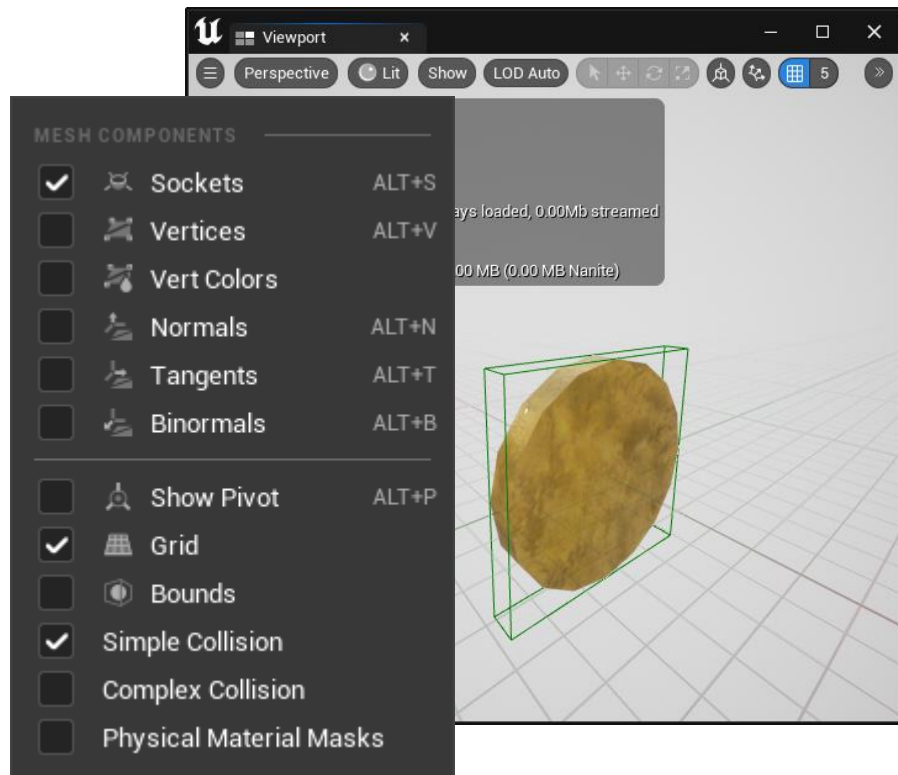 Viewport
Perspective Lit Show LOD Auto 5
ays loaded, 0.00Mb streamed
00 MB (0.00 MB Nanite)
MESH COMPONENTS
Sockets ALT+S
Vertices ALT+V
Vert Colors
Normals ALT+N
Tangents ALT+T
Binormals ALT+B
Show Pivot ALT+P
Grid
Bounds
Simple Collision
Complex Collision
Physical Material Masks